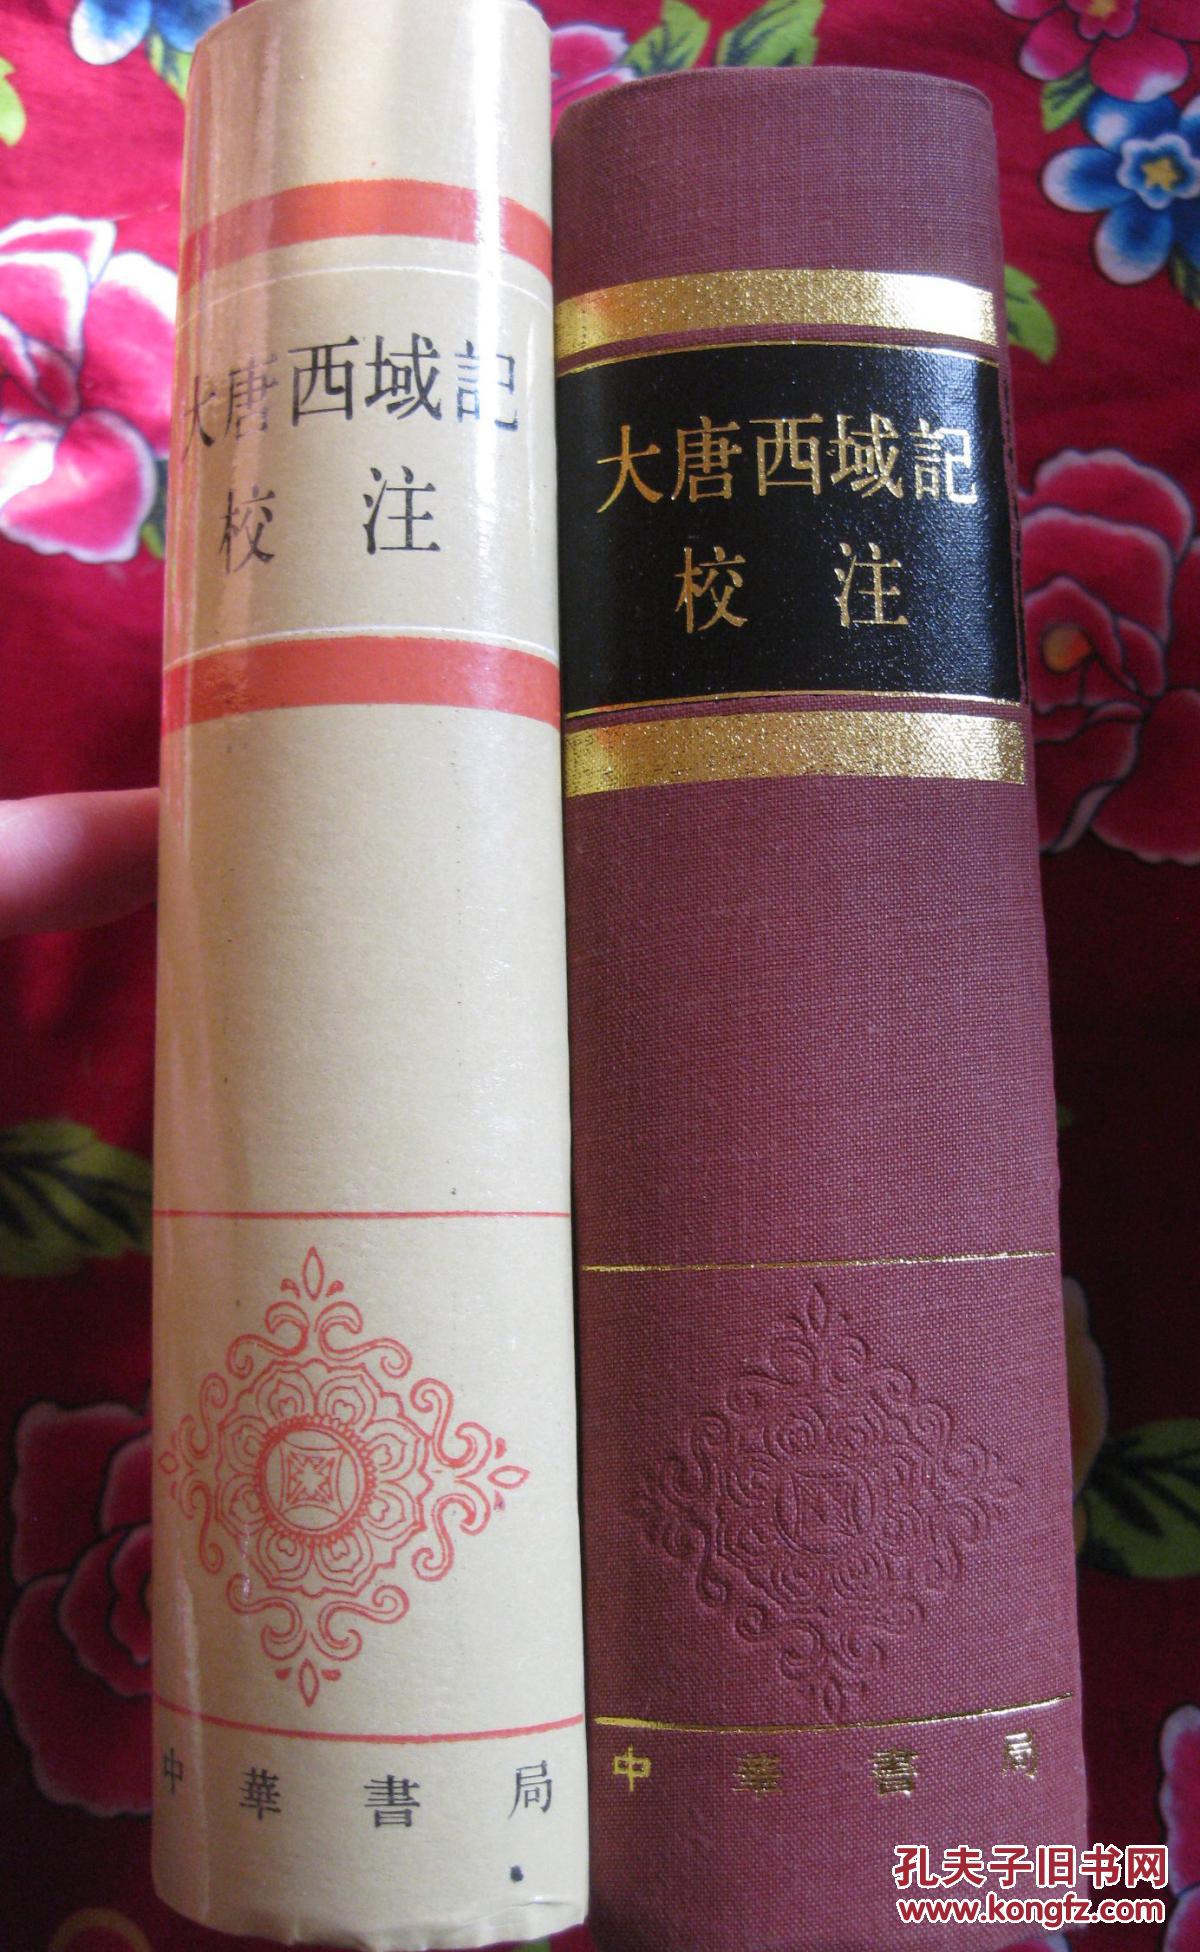 大唐西域記
校注
中華書局
大唐西域記
校注
中華書局
孔夫子旧书网
www.kongfz.com